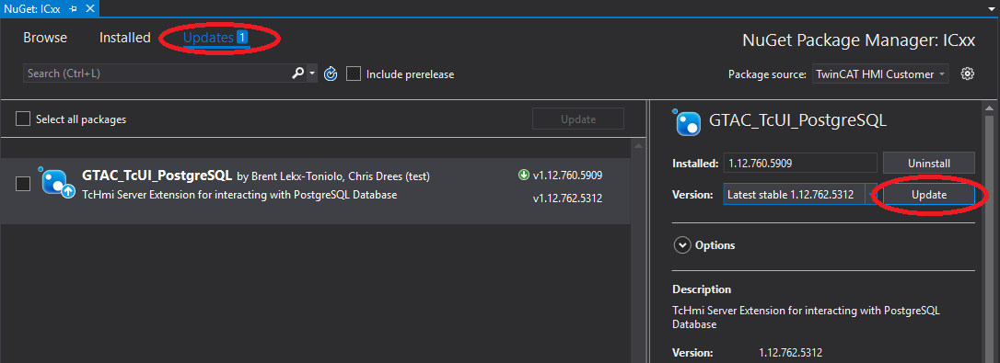 NuGet: ICxx
Browse Installed Updates 1
NuGet Package Manager: ICxx
Search (Ctrl+L)
Include prerelease
Package source: TwinCAT HMI Customer
Select all packages
Update
GTAC_TcUI_PostgreSQL by Brent Lekx-Toniolo, Chris Drees (test)
v1.12.760.5909
TcHmi Server Extension for interacting with PostgreSQL Database
v1.12.762.5312
GTAC_TcUI_PostgreSQL
Installed: 1.12.760.5909 Uninstall
Version: Latest stable 1.12.762.5312 Update
Options
Description
TcHmi Server Extension for interacting with PostgreSQL
Database
Version: 1.12.762.5312